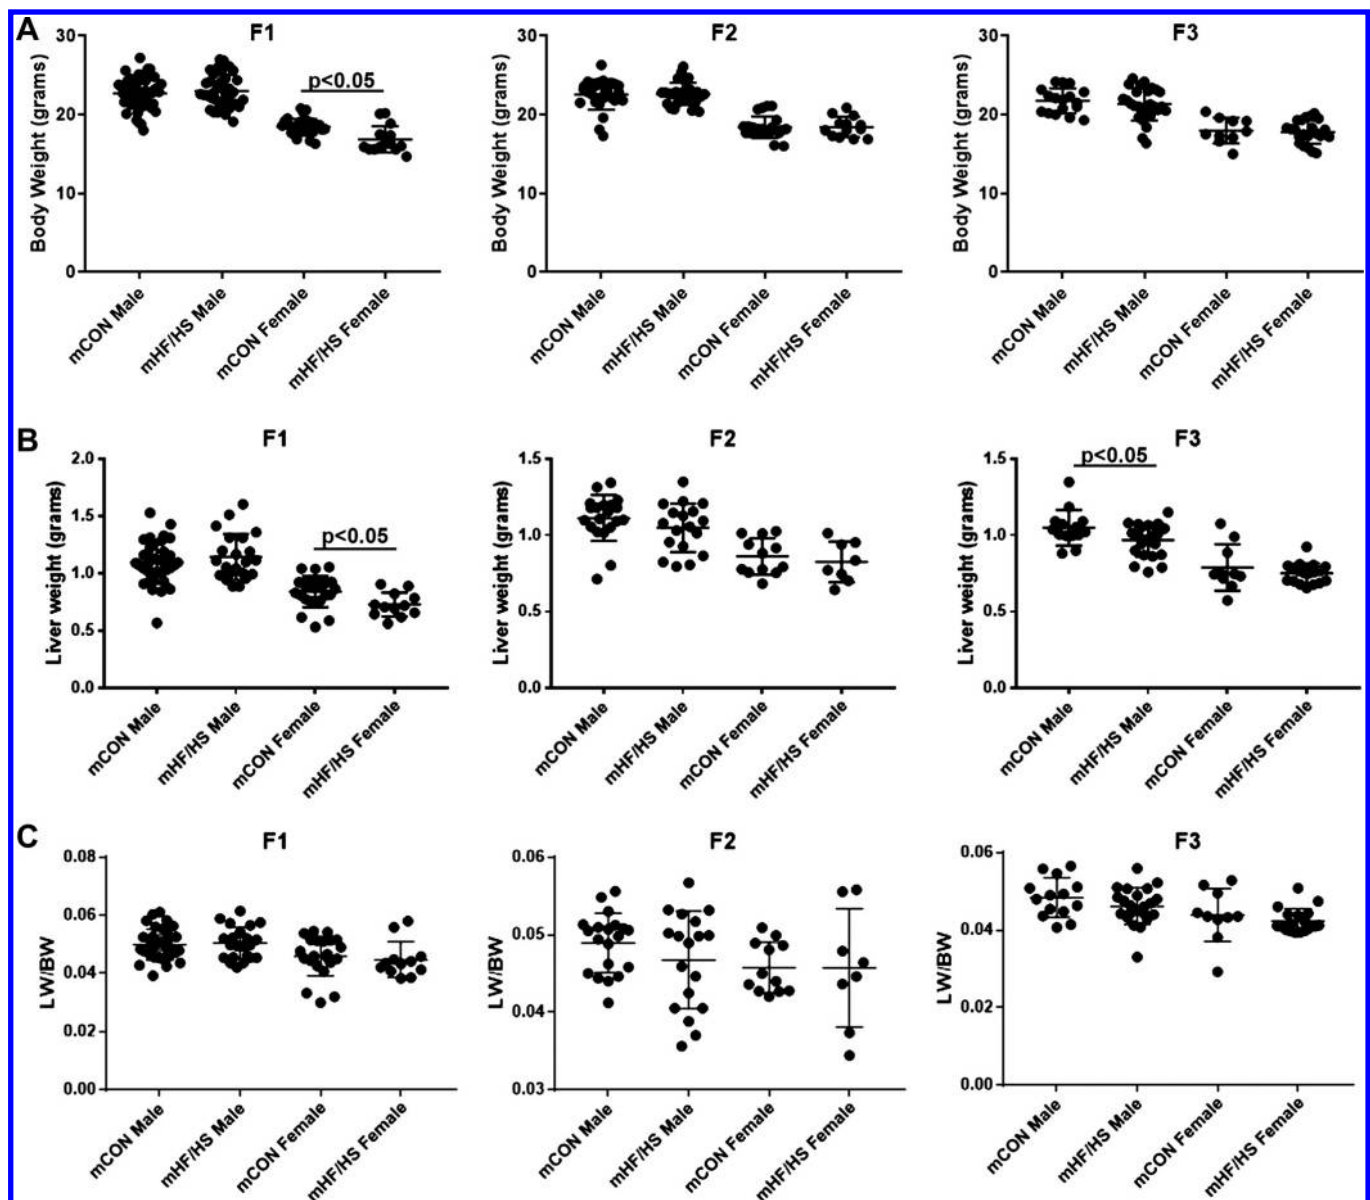 A
F1
F2
F3
Body Weight (grams)
30
20
10
0
p<0.05
mCON Male
mHF/HS Male
mCON Female
mHF/HS Female
Body Weight (grams)
30
20
10
0
mCON Male
mHF/HS Male
mCON Female
mHF/HS Female
Body Weight (grams)
30
20
10
0
mCON Male
mHF/HS Male
mCON Female
mHF/HS Female
B
F1
F2
F3
Liver weight (grams)
2.0
1.5
1.0
0.5
0.0
p<0.05
mCON Male
mHF/HS Male
mCON Female
mHF/HS Female
Liver weight (grams)
1.5
1.0
0.5
0.0
mCON Male
mHF/HS Male
mCON Female
mHF/HS Female
Liver weight (grams)
1.5
1.0
0.5
0.0
p<0.05
mCON Male
mHF/HS Male
mCON Female
mHF/HS Female
C
F1
F2
F3
LW/BW
0.08
0.06
0.04
0.02
0.00
mCON Male
mHF/HS Male
mCON Female
mHF/HS Female
LW/BW
0.06
0.05
0.04
0.03
mCON Male
mHF/HS Male
mCON Female
mHF/HS Female
LW/BW
0.06
0.04
0.02
0.00
mCON Male
mHF/HS Male
mCON Female
mHF/HS Female